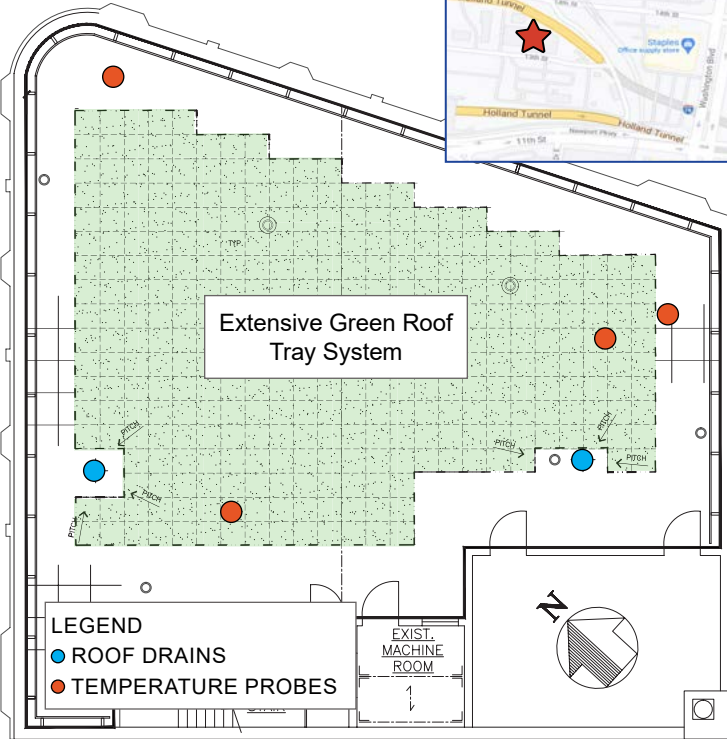 Holland Tunnel
14th St
13th St
Staples
Office supply store
Washington Blvd
Holland Tunnel
Holland Tunnel
Newport Pkwy
11th St
TYP.
Extensive Green Roof
Tray System
PITCH
PITCH
PITCH
PITCH
PITCH
PITCH
N
LEGEND
ROOF DRAINS
TEMPERATURE PROBES
EXIST.
MACHINE
ROOM